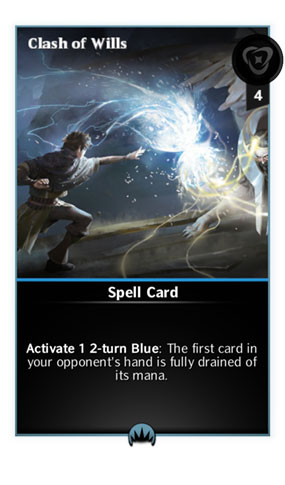 Clash of Wills
4
Spell Card
Activate 1 2-turn Blue: The first card in
your opponent's hand is fully drained of
its mana.